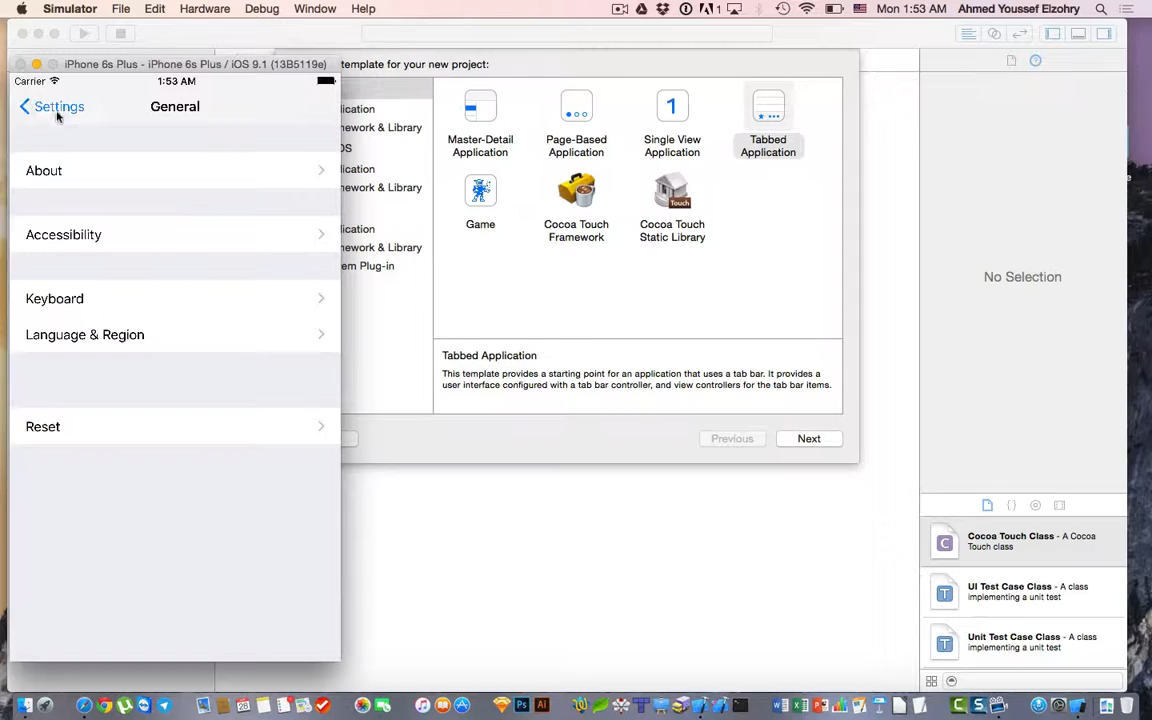 Simulator File Edit Hardware Debug Window Help
Mon 1:53 AM Ahmed Youssef Elzohry
iPhone 6s Plus - iPhone 6s Plus / iOS 9.1 (13B5119e)
template for your new project:
Carrier
1:53 AM
Settings
General
About
Accessibility
Keyboard
Language & Region
Reset
lication
mework & Library
OS
lication
mework & Library
lication
mework & Library
em Plug-in
Master-Detail
Application
Page-Based
Application
Single View
Application
Tabbed
Application
Game
Cocoa Touch
Framework
Touch
Cocoa Touch
Static Library
Tabbed Application
This template provides a starting point for an application that uses a tab bar. It provides a
user interface configured with a tab bar controller, and view controllers for the tab bar items.
Previous
Next
No Selection
Cocoa Touch Class - A Cocoa
Touch class
UI Test Case Class - A class
implementing a unit test
Unit Test Case Class - A class
implementing a unit test